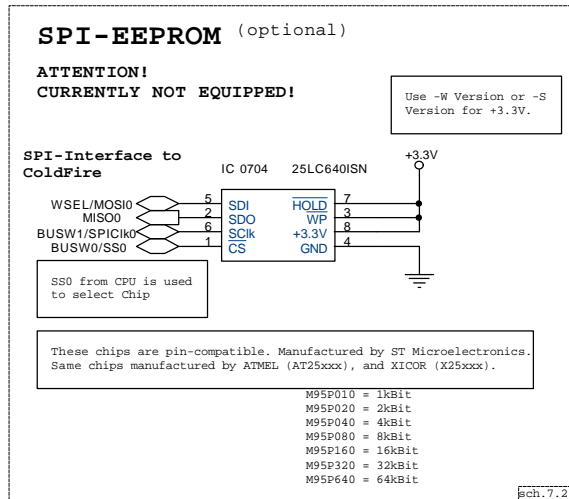 SPI-EEPROM (optional)
ATTENTION!
CURRENTLY NOT EQUIPPED!
Use -W Version or -S
Version for +3.3V.
SPI-Interface to
ColdFire
IC 0704 25LC640ISN
+3.3V
WSEL/MOSI0 5 SDI HOLD 7
MISO0 2 SDO WP 3
BUSW1/SPIClk0 6 SClk +3.3V 8
BUSW0/SS0 1 CS GND 4
SS0 from CPU is used
to select Chip
These chips are pin-compatible. Manufactured by ST Microelectronics.
Same chips manufactured by ATMEL (AT25xxx), and XICOR (X25xxx).
M95P010 = 1kBit
M95P020 = 2kBit
M95P040 = 4kBit
M95P080 = 8kBit
M95P160 = 16kBit
M95P320 = 32kBit
M95P640 = 64kBit
sch.7.2